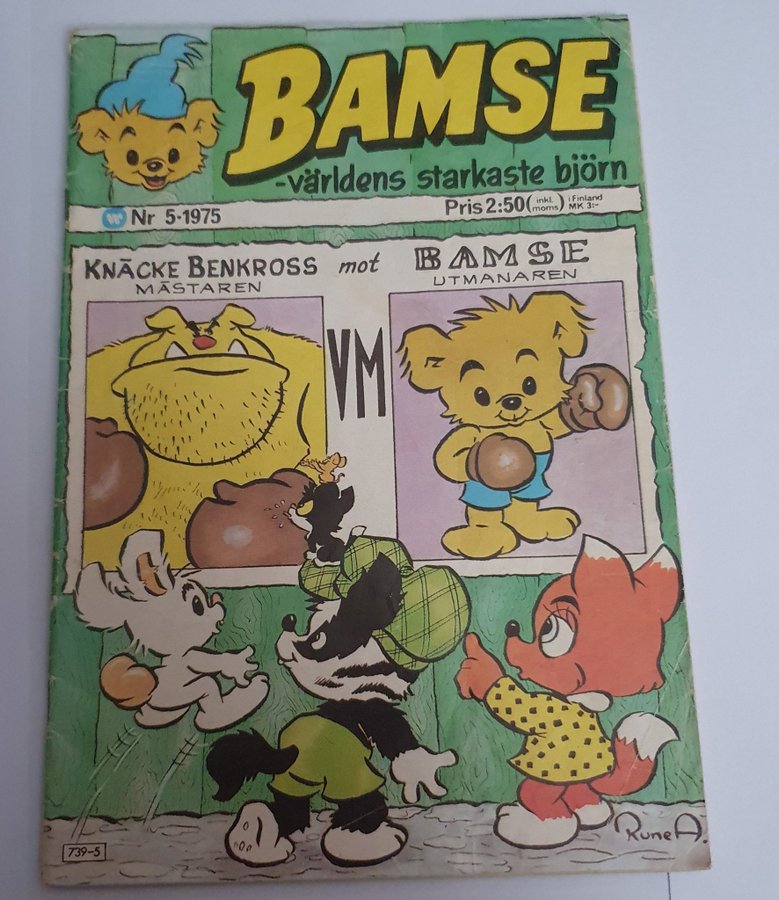 BAMSE
-världens starkaste björn
Nr 5-1975
Pris 2:50 (inkl. moms) i Finland MK 3:-
KNÄCKE BENKROSS mot BAMSE
MÄSTAREN UTMANAREN
VM
739-5
Rune A.